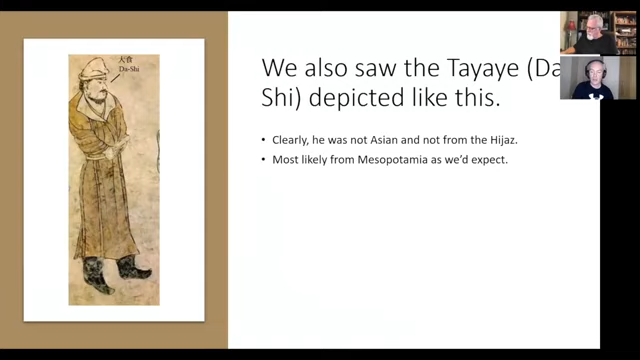 大食
Da-Shi
We also saw the Tayaye (Da
Shi) depicted like this.
• Clearly, he was not Asian and not from the Hijaz.
• Most likely from Mesopotamia as we'd expect.